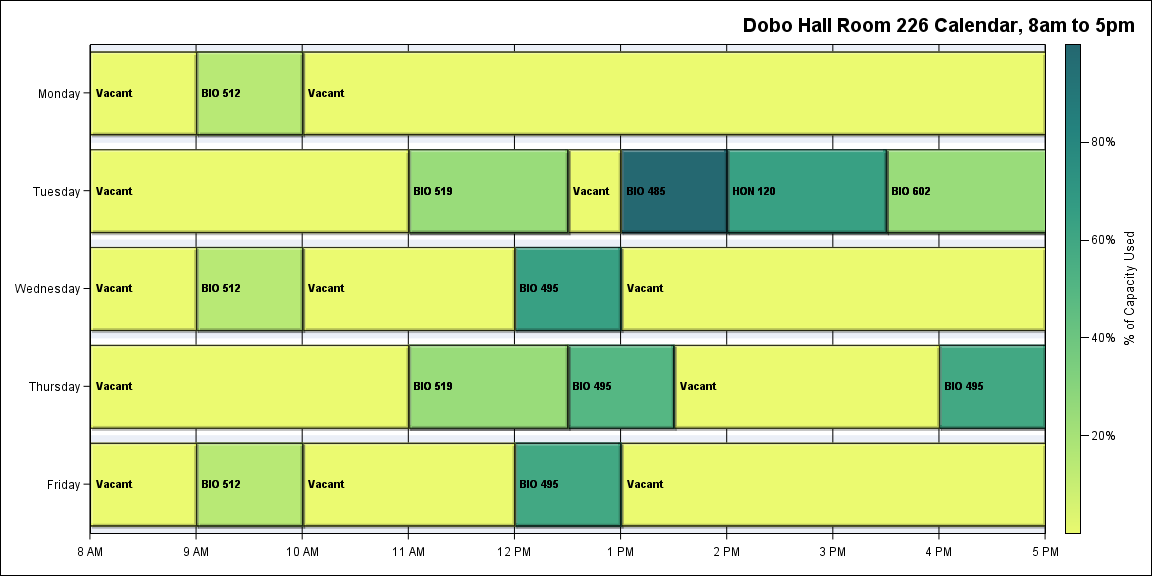 Dobo Hall Room 226 Calendar, 8am to 5pm
Monday
Vacant
BIO 512
Vacant
Tuesday
Vacant
BIO 519
Vacant
BIO 485
HON 120
BIO 602
Wednesday
Vacant
BIO 512
Vacant
BIO 495
Vacant
Thursday
Vacant
BIO 519
BIO 495
Vacant
BIO 495
Friday
Vacant
BIO 512
Vacant
BIO 495
Vacant
8 AM
9 AM
10 AM
11 AM
12 PM
1 PM
2 PM
3 PM
4 PM
5 PM
80%
60%
40%
20%
% of Capacity Used